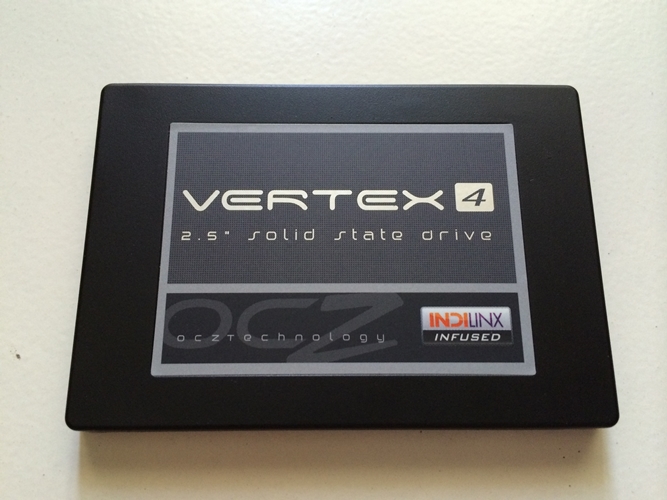 VERTEX 4
2.5" solid state drive
OCZ
OCZTechnology
INDILINX
INFUSED